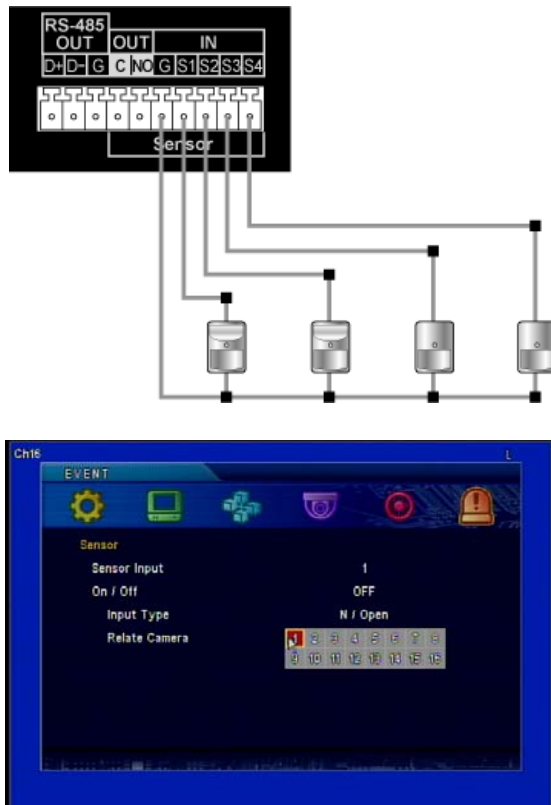 RS-485
OUT OUT IN
D+ D- G C NO G S1 S2 S3 S4
Sensor
Ch16 L
EVENT
Sensor
Sensor Input 1
On / Off OFF
Input Type N / Open
Relate Camera 1 2 3 4 5 6 7 8
9 10 11 12 13 14 15 16